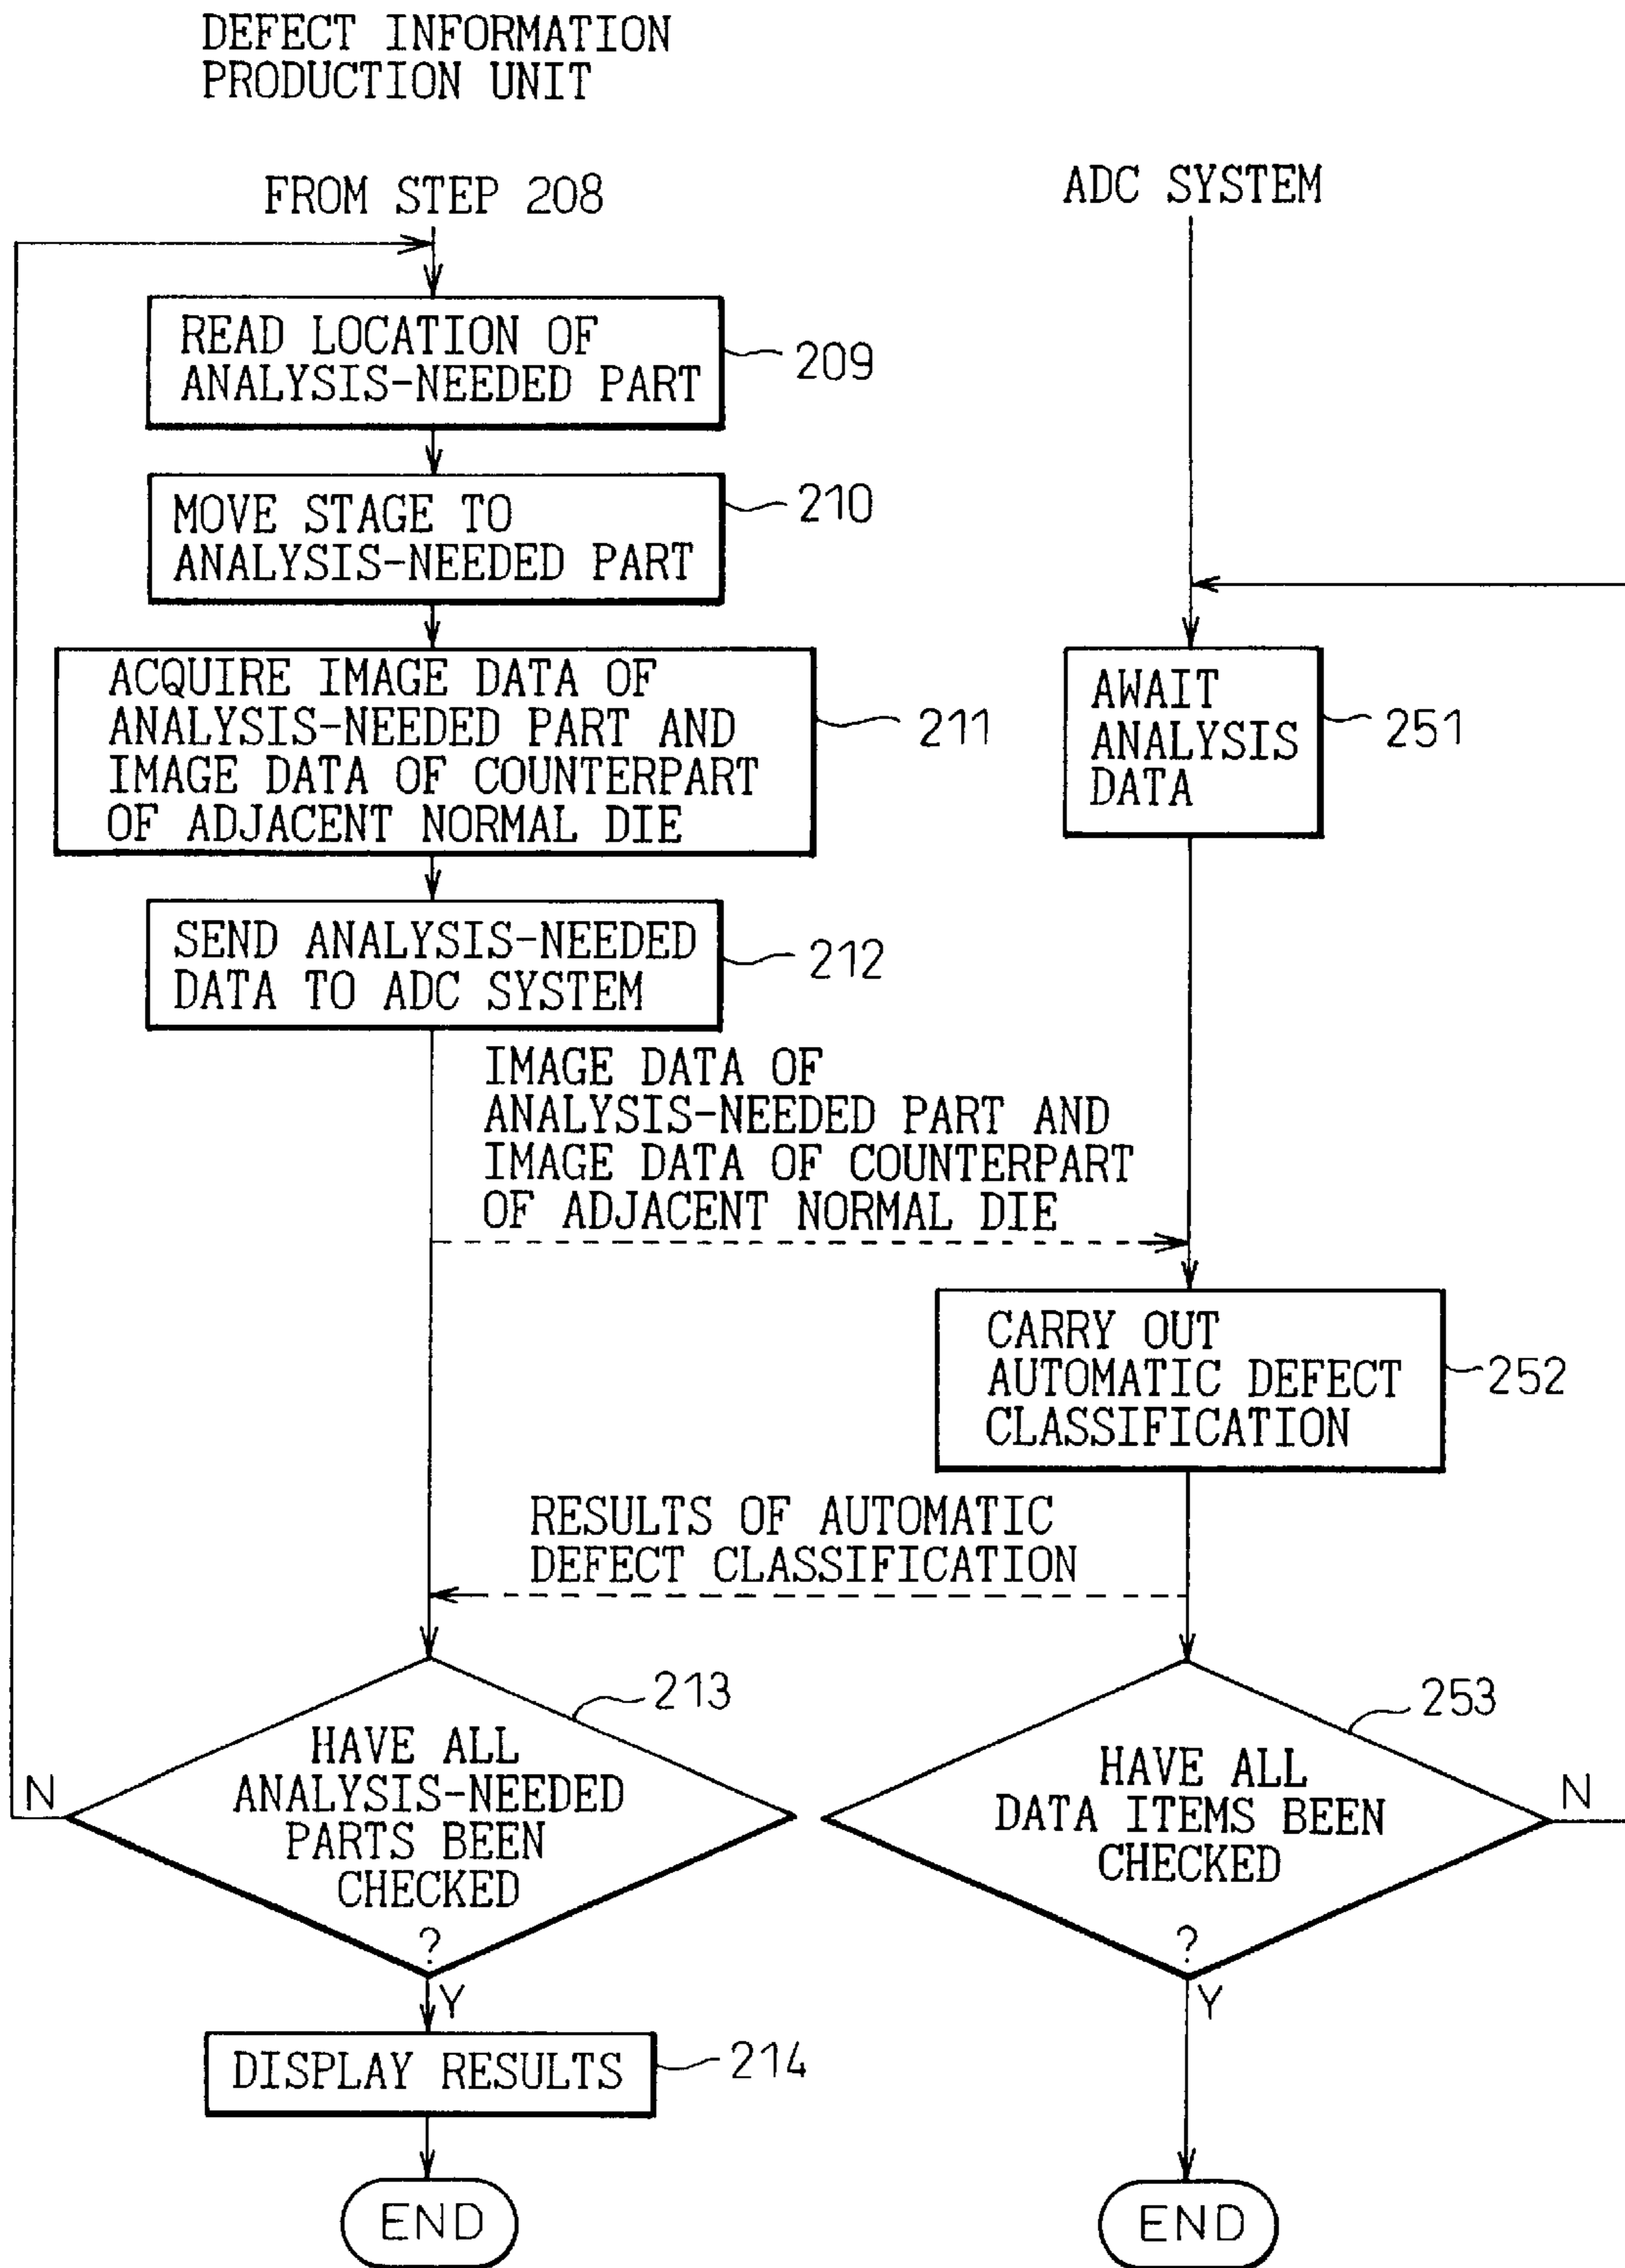 DEFECT INFORMATION
PRODUCTION UNIT
FROM STEP 208
ADC SYSTEM
READ LOCATION OF
ANALYSIS-NEEDED PART
209
MOVE STAGE TO
ANALYSIS-NEEDED PART
210
ACQUIRE IMAGE DATA OF
ANALYSIS-NEEDED PART AND
IMAGE DATA OF COUNTERPART
OF ADJACENT NORMAL DIE
211
AWAIT
ANALYSIS
DATA
251
SEND ANALYSIS-NEEDED
DATA TO ADC SYSTEM
212
IMAGE DATA OF
ANALYSIS-NEEDED PART AND
IMAGE DATA OF COUNTERPART
OF ADJACENT NORMAL DIE
CARRY OUT
AUTOMATIC DEFECT
CLASSIFICATION
252
RESULTS OF AUTOMATIC
DEFECT CLASSIFICATION
213
HAVE ALL
ANALYSIS-NEEDED
PARTS BEEN
CHECKED
?
N
Y
253
HAVE ALL
DATA ITEMS BEEN
CHECKED
?
N
Y
DISPLAY RESULTS
214
END
END